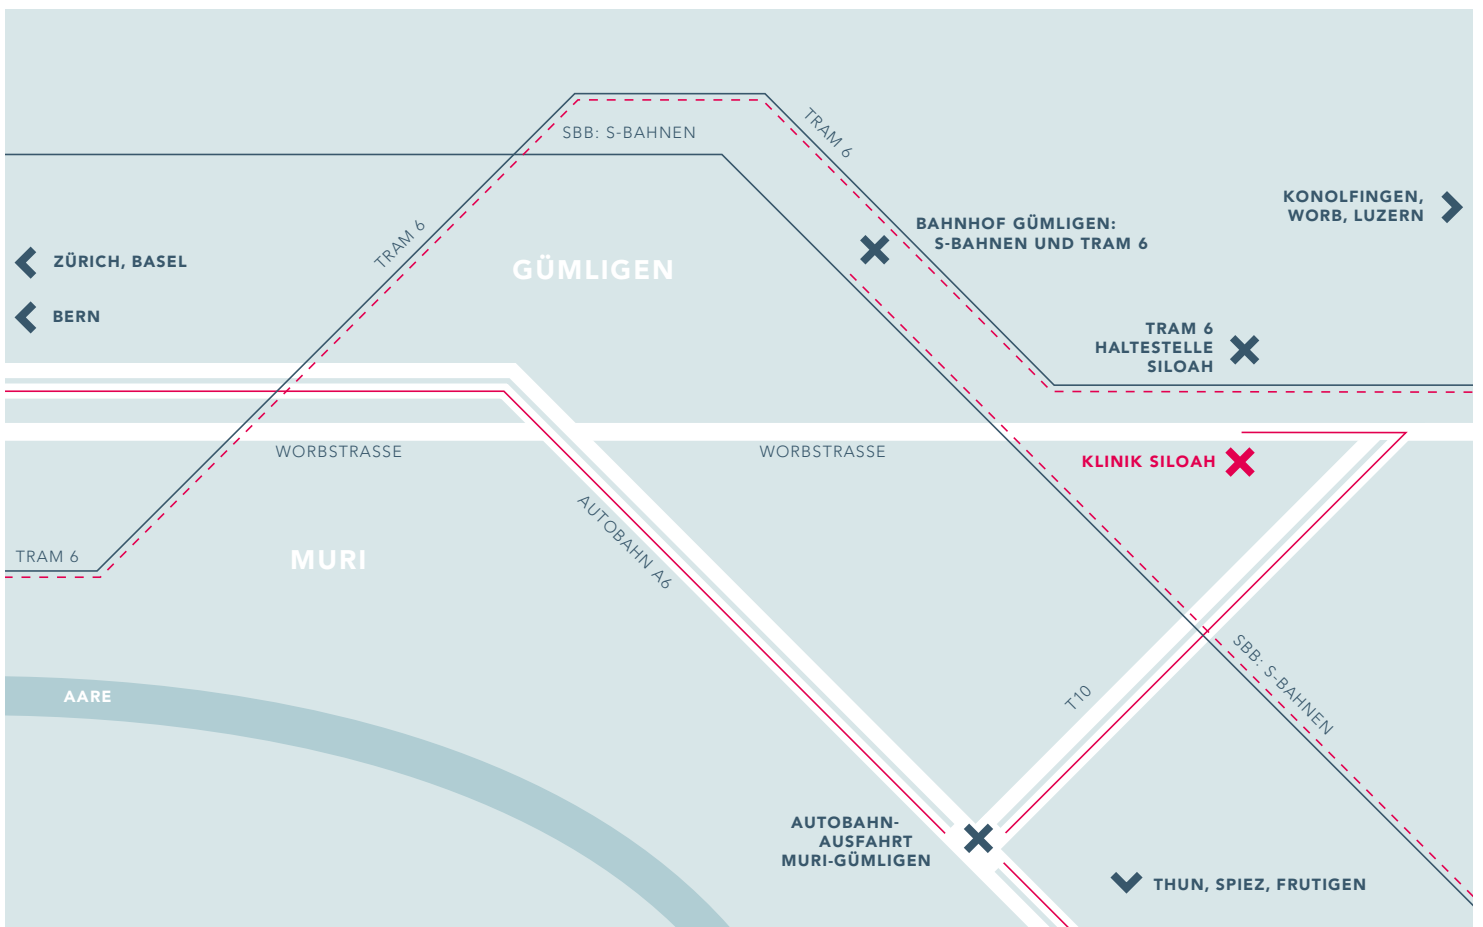 TRAM 6
SBB: S-BAHNEN
KONOLFINGEN,
WORB, LUZERN
BAHNHOF GÜMLIGEN:
S-BAHNEN UND TRAM 6
TRAM 6
ZÜRICH, BASEL
GÜMLIGEN
BERN
TRAM 6
HALTESTELLE
SILOAH
WORBSTRASSE
WORBSTRASSE
KLINIK SILOAH
AUTOBAHN A6
TRAM 6
MURI
SBB: S-BAHNEN
AARE
T10
AUTOBAHN-
AUSFAHRT
MURI-GÜMLIGEN
THUN, SPIEZ, FRUTIGEN